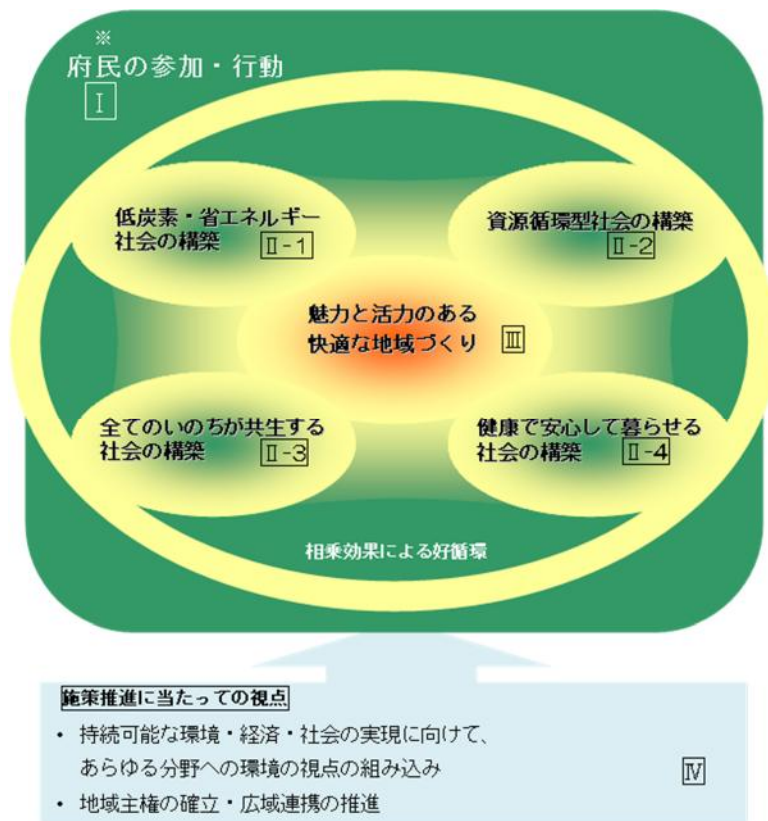 ※
府民の参加・行動
Ⅰ
低炭素・省エネルギー
社会の構築 Ⅱ-1
資源循環型社会の構築
Ⅱ-2
魅力と活力のある
快適な地域づくり Ⅲ
全てのいのちが共生する
社会の構築 Ⅱ-3
健康で安心して暮らせる
社会の構築 Ⅱ-4
相乗効果による好循環
施策推進に当たっての視点
・ 持続可能な環境・経済・社会の実現に向けて、
あらゆる分野への環境の視点の組み込み
Ⅳ
・ 地域主権の確立・広域連携の推進